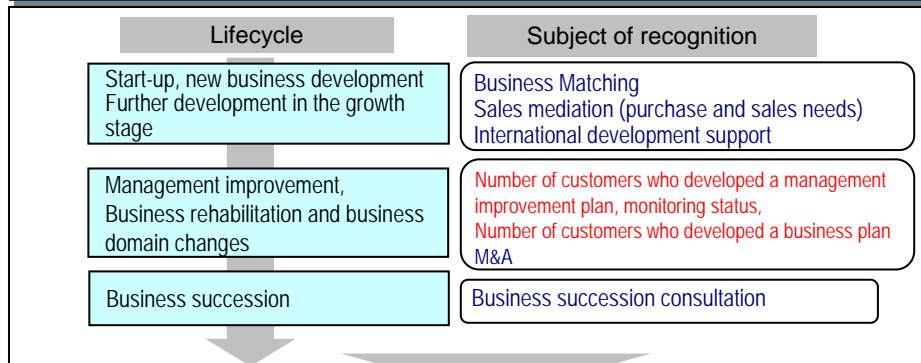 Lifecycle
Subject of recognition
Start-up, new business development
Further development in the growth
stage
Business Matching
Sales mediation (purchase and sales needs)
International development support
Management improvement,
Business rehabilitation and business
domain changes
Number of customers who developed a management
improvement plan, monitoring status,
Number of customers who developed a business plan
M&A
Business succession
Business succession consultation